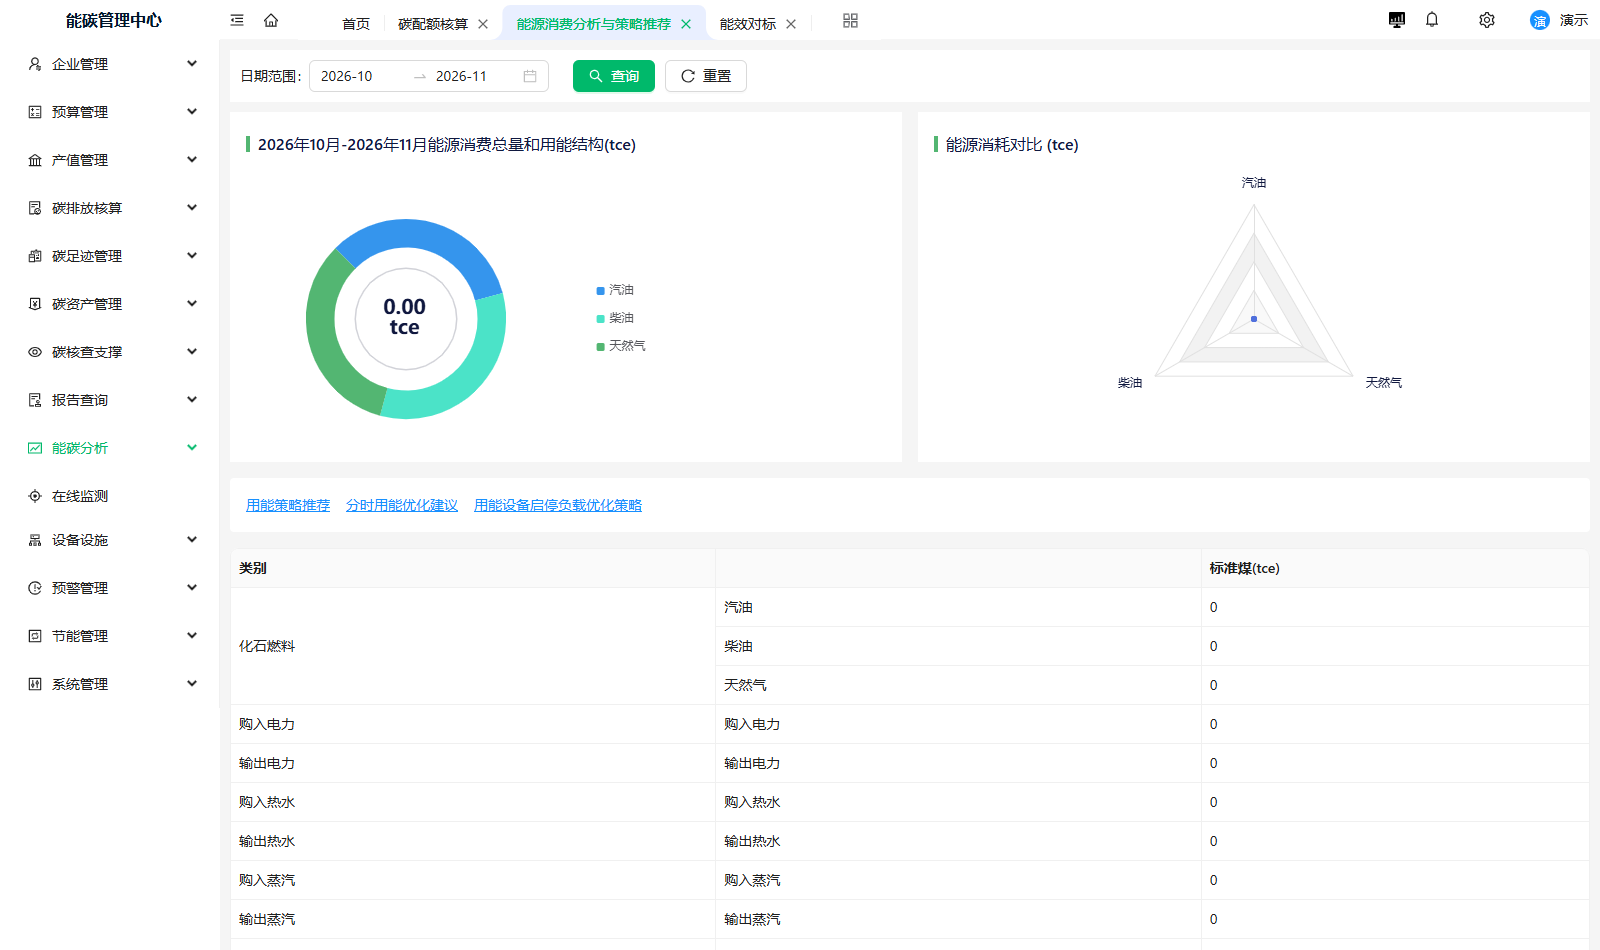 能碳管理中心
首页
碳配额核算
能源消费分析与策略推荐
能效对标
演
演示
企业管理
预算管理
产值管理
碳排放核算
碳足迹管理
碳资产管理
碳核查支撑
报告查询
能碳分析
在线监测
设备设施
预警管理
节能管理
系统管理
日期范围:
2026-10
2026-11
查询
重置
2026年10月-2026年11月能源消费总量和用能结构(tce)
0.00
tce
汽油
柴油
天然气
能源消耗对比 (tce)
汽油
柴油
天然气
用能策略推荐
分时用能优化建议
用能设备启停负载优化策略
类别
标准煤(tce)
化石燃料
汽油
0
柴油
0
天然气
0
购入电力
购入电力
0
输出电力
输出电力
0
购入热水
购入热水
0
输出热水
输出热水
0
购入蒸汽
购入蒸汽
0
输出蒸汽
输出蒸汽
0